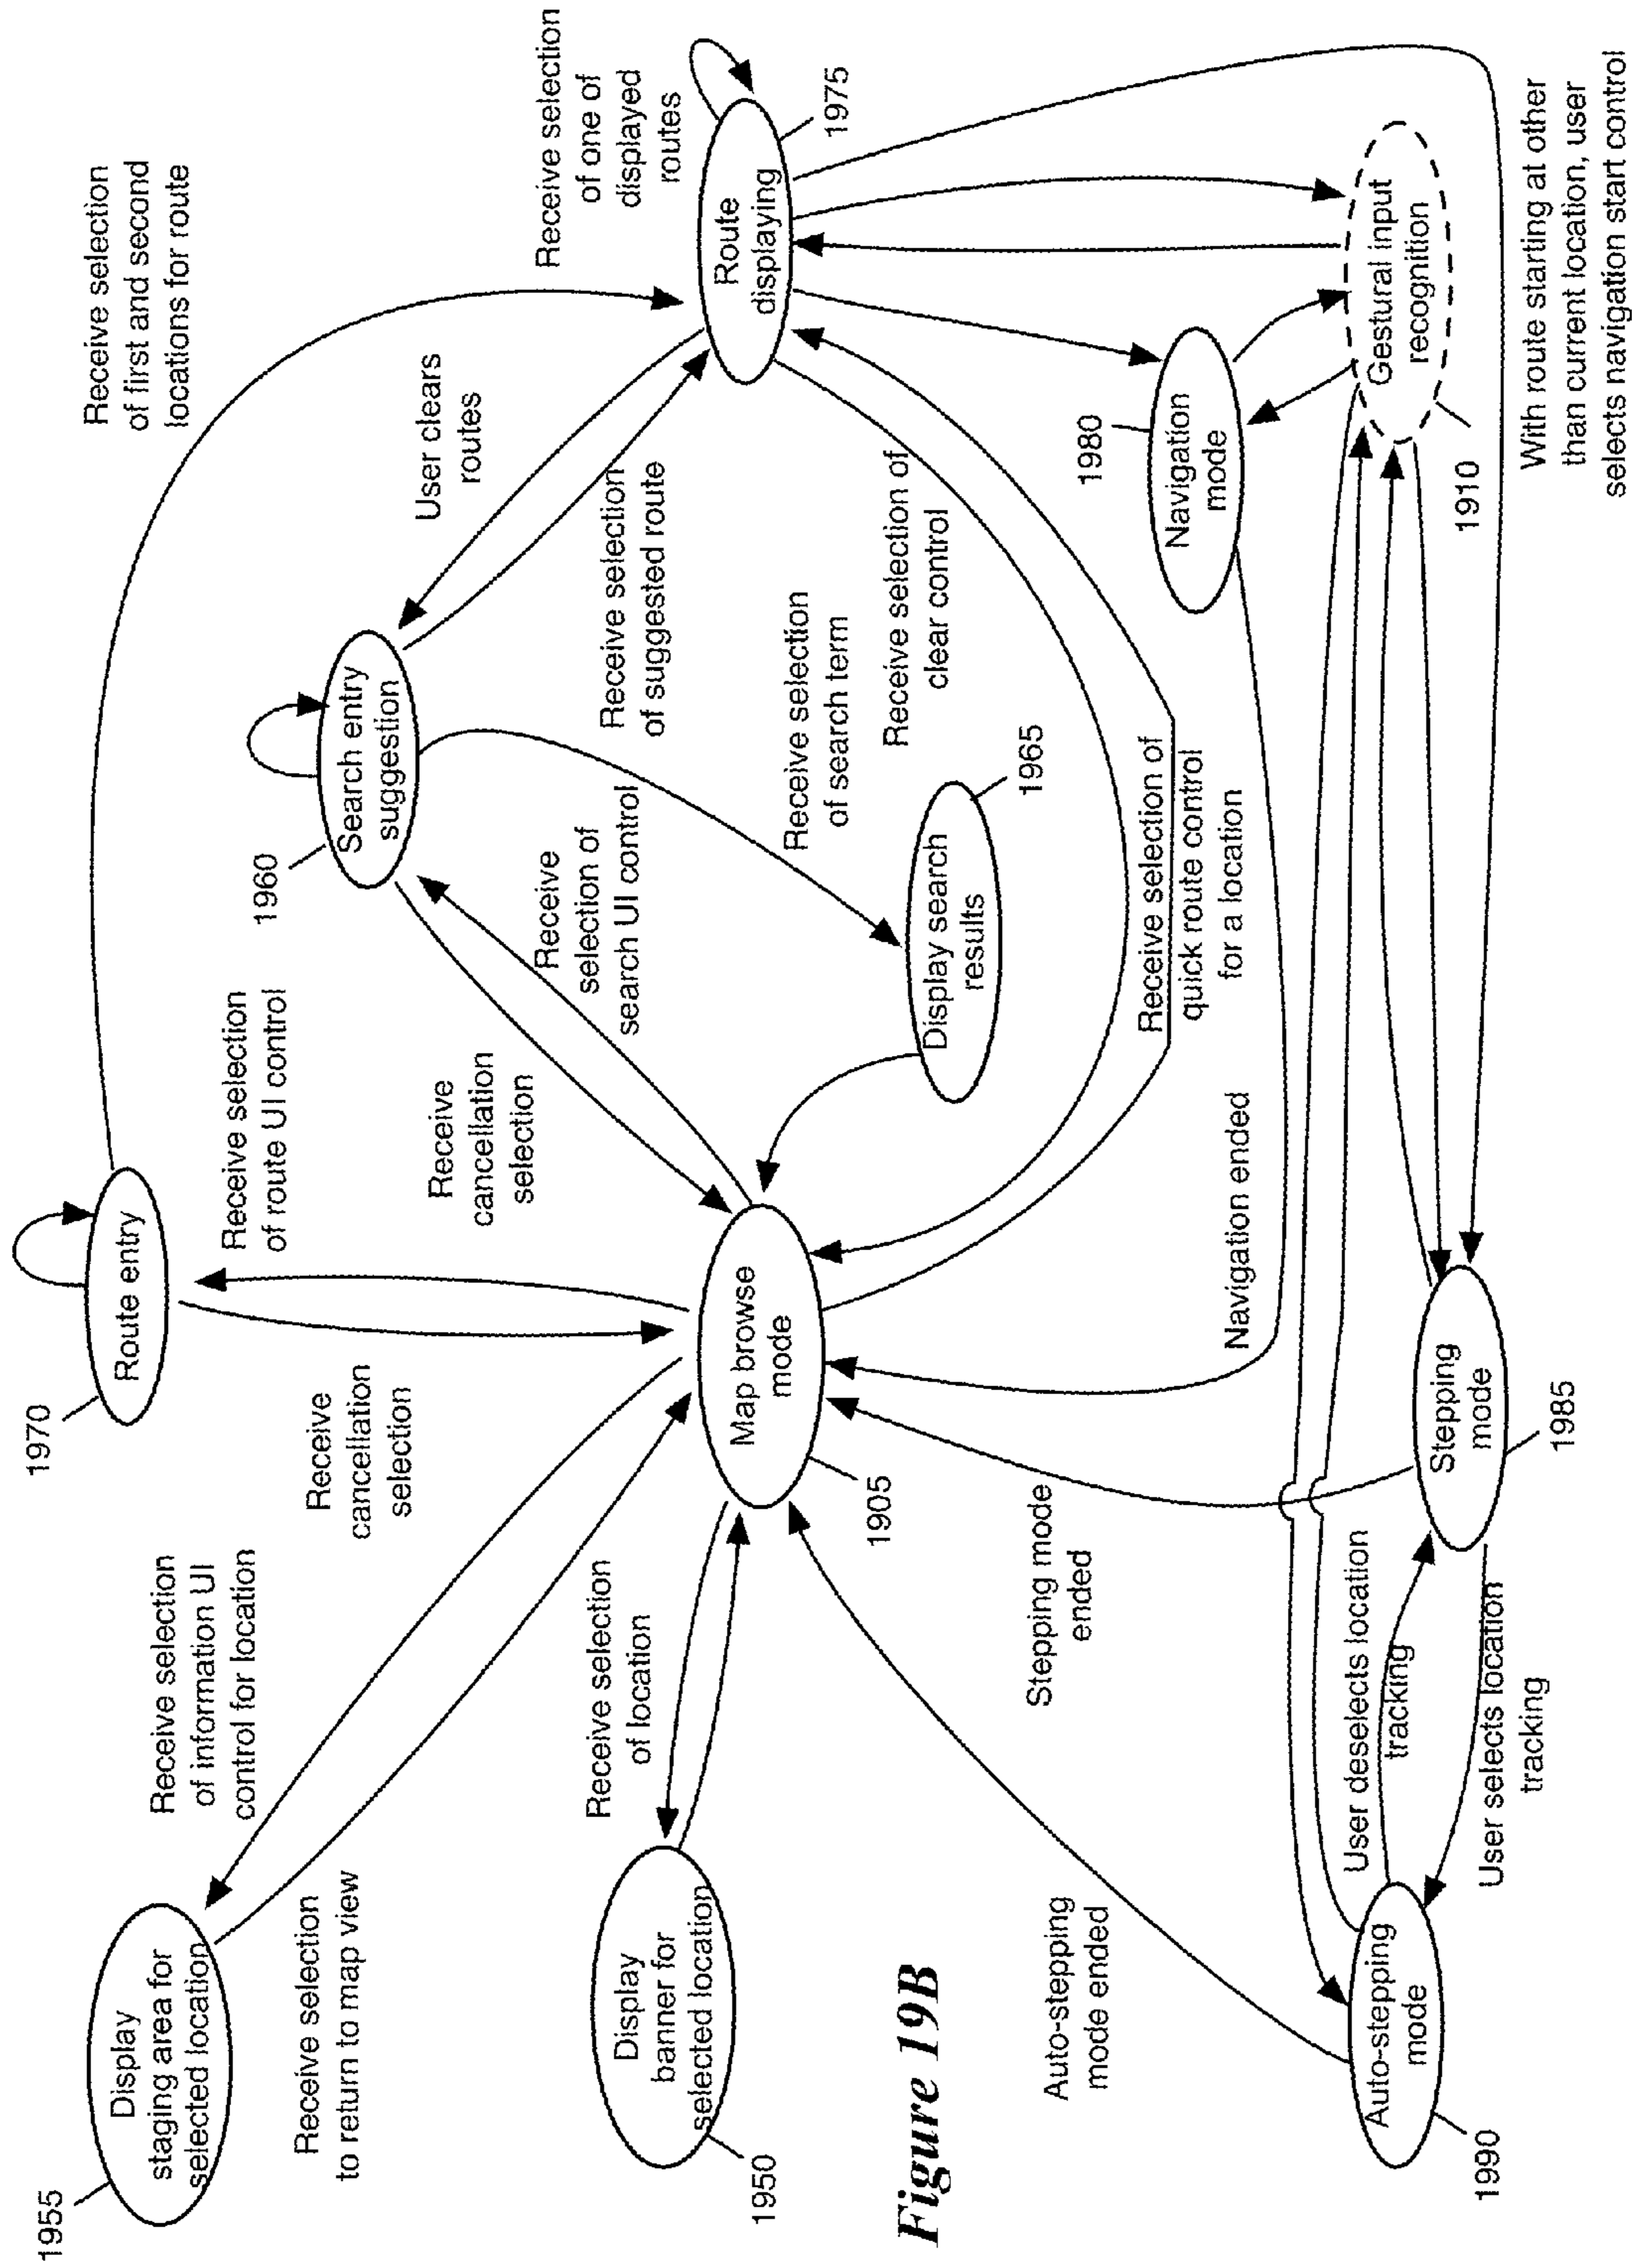 1955
Display
staging area for
selected location
Receive selection
of information UI
control for location
Receive selection
to return to map view
1970
Route entry
Receive
cancellation
selection
Receive selection
of route UI control
Receive selection
of first and second
locations for route
1960
Search entry
suggestion
Receive
cancellation
selection
Receive
selection of
search UI control
User clears
routes
Receive selection
of suggested route
Receive selection
of one of
displayed
routes
Route
displaying
1975
1950
Display
banner for
selected location
Receive selection
of location
Map browse
mode
1905
Display search
results
1965
Receive selection
of search term
Receive selection of
clear control
Receive selection of
quick route control
for a location
Figure 19B
Auto-stepping
mode ended
Stepping mode
ended
Navigation ended
1980
Navigation
mode
Gestural input
recognition
1910
1990
Auto-stepping
mode
User deselects location
tracking
User selects location
tracking
Stepping
mode
1985
With route starting at other
than current location, user
selects navigation start control